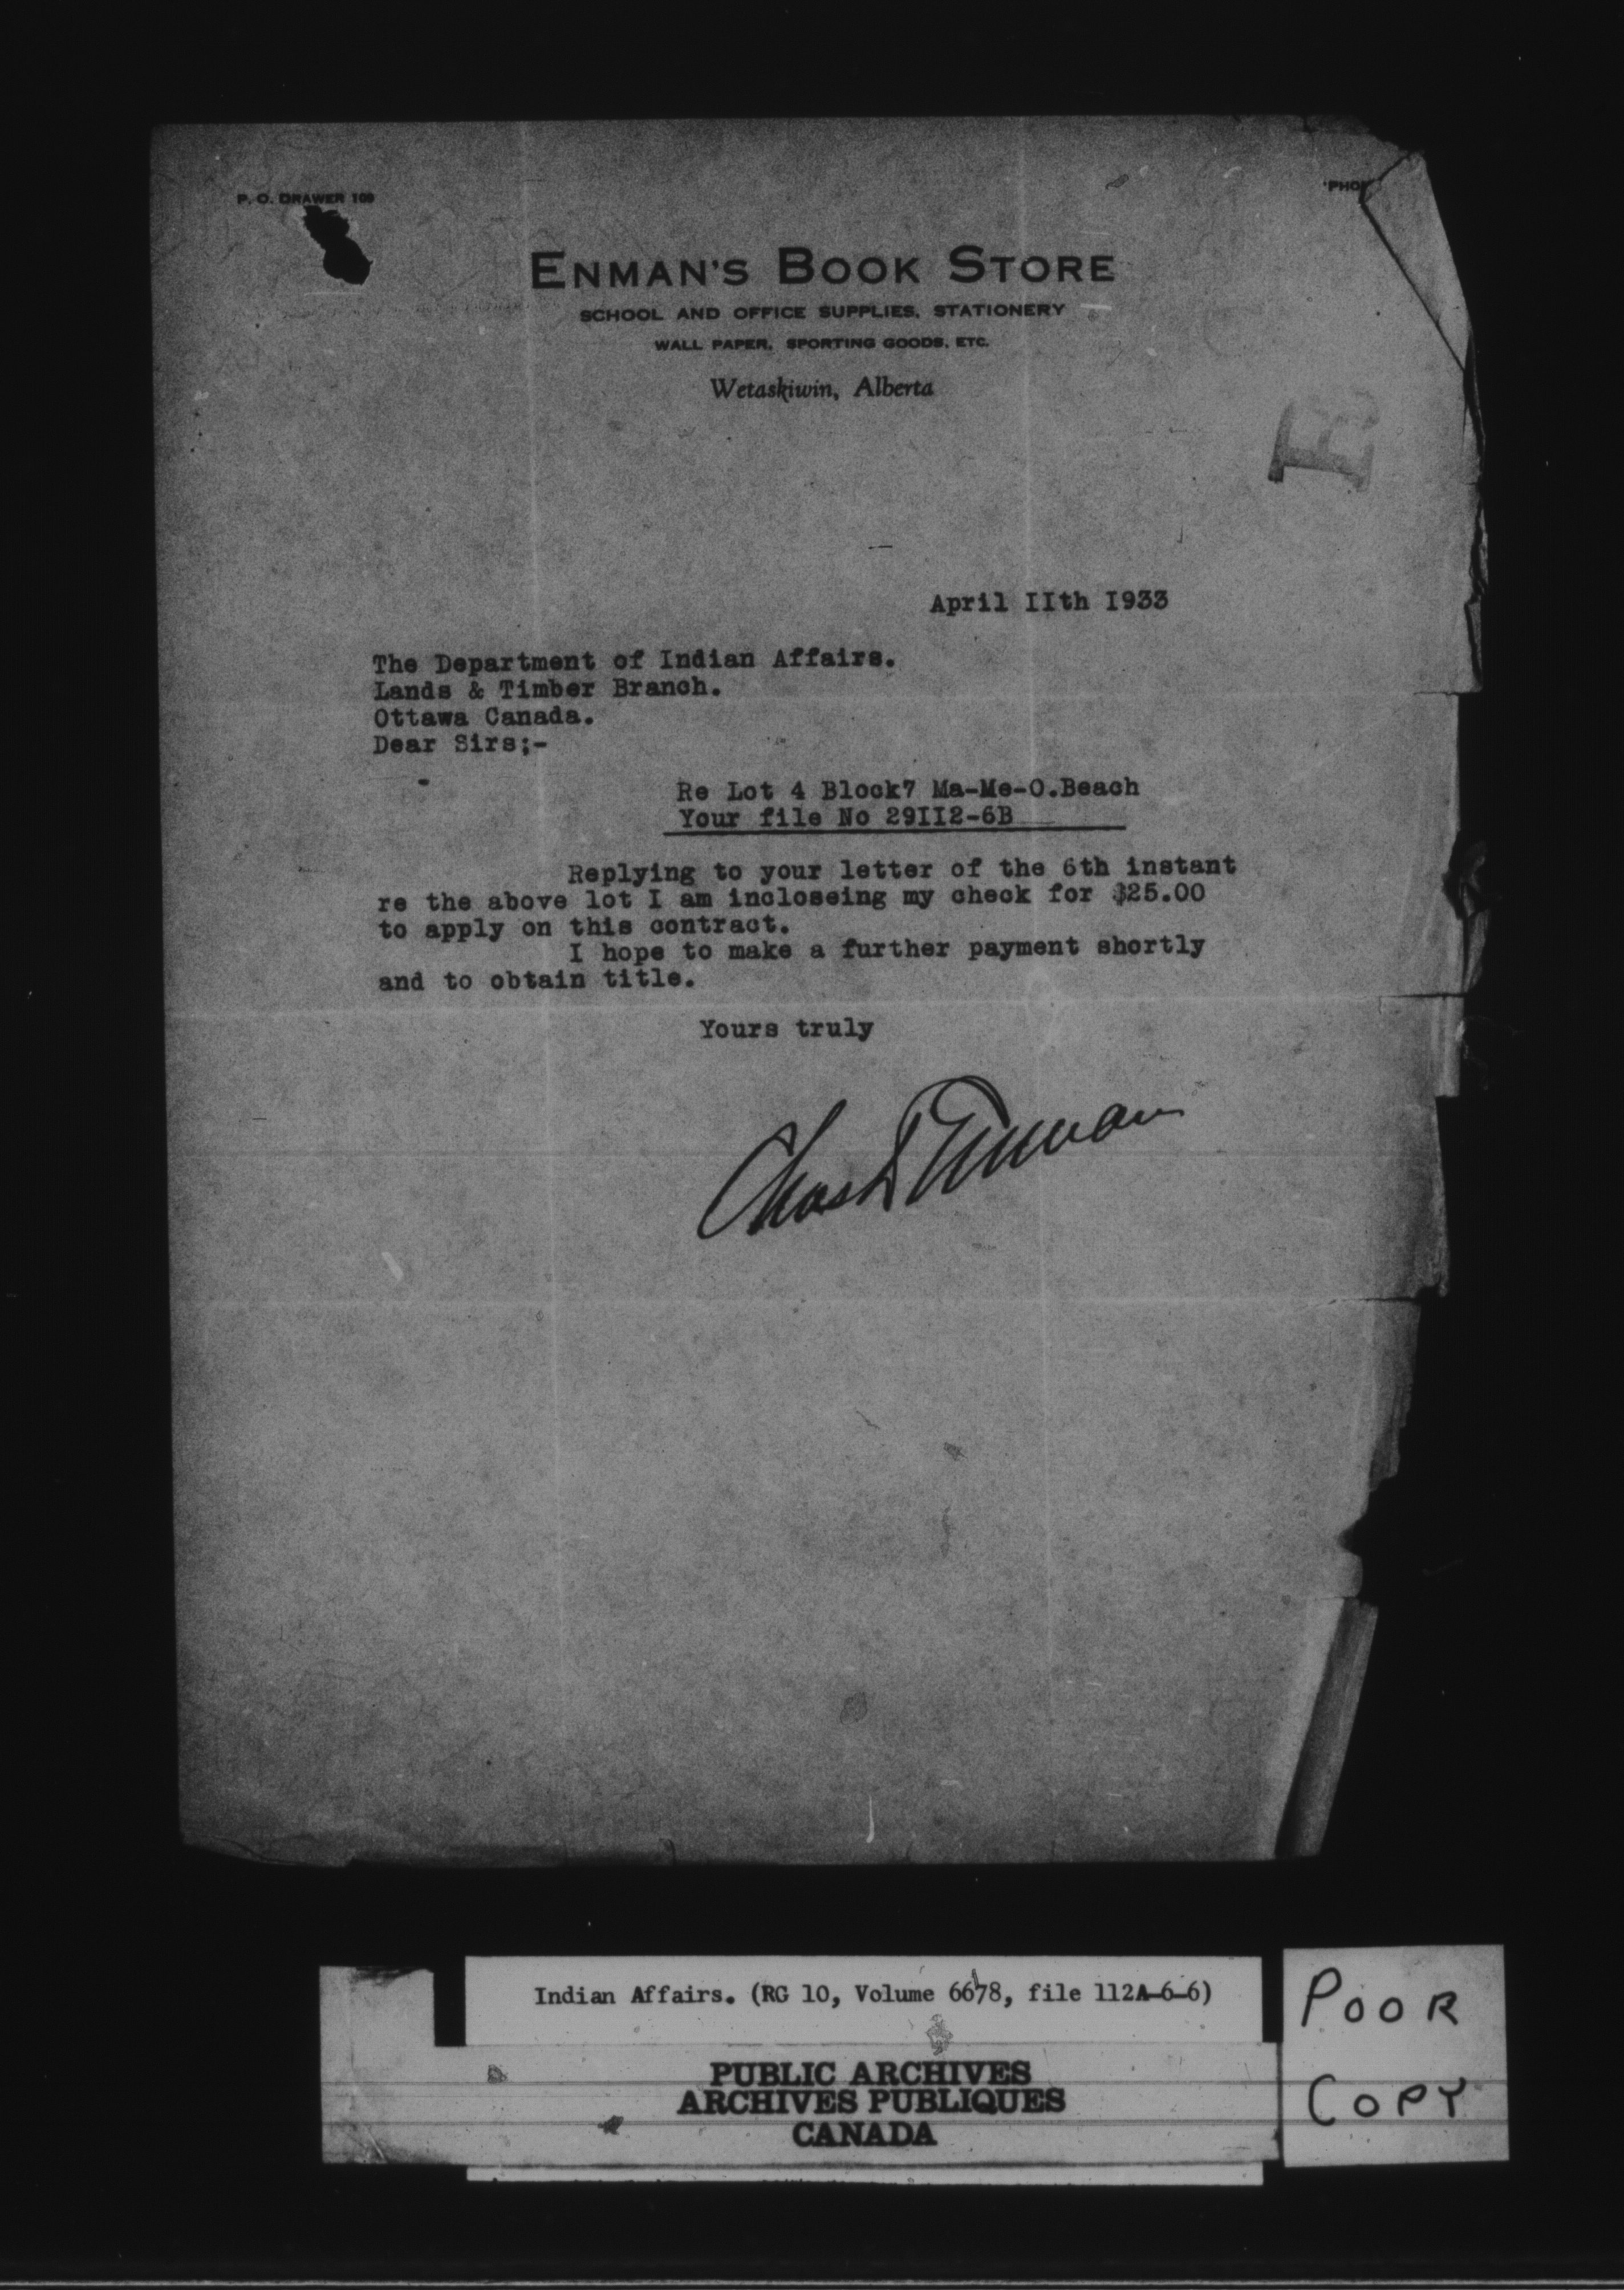 P. O. DRAWER 109
'PHO
ENMAN'S BOOK STORE
SCHOOL AND OFFICE SUPPLIES, STATIONERY
WALL PAPER, SPORTING GOODS, ETC.
Wetaskiwin, Alberta
E
April IIth I933
The Department of Indian Affairs.
Lands & Timber Branch.
Ottawa Canada.
Dear Sirs;-
Re Lot 4 Block7 Ma-Me-O.Beach
Your file No 29II2-6B
Replying to your letter of the 6th instant
re the above lot I am incloseing my check for $25.00
to apply on this contract.
I hope to make a further payment shortly
and to obtain title.
Yours truly
Chas Enman
Indian Affairs. (RG 10, Volume 6678, file 112A-6-6)
PUBLIC ARCHIVES
ARCHIVES PUBLIQUES
CANADA
POOR
COPY